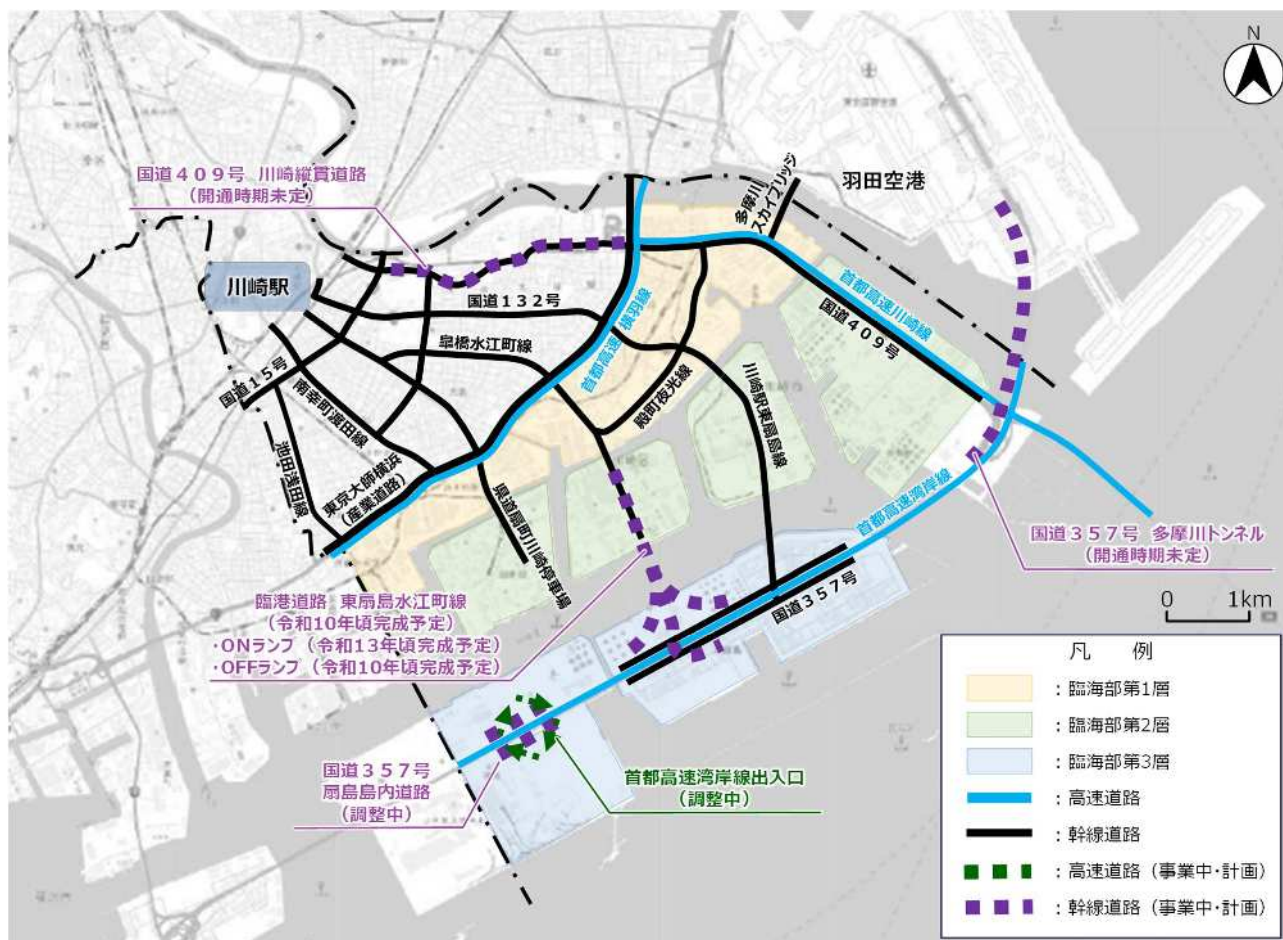 N
国道４０９号 川崎縦貫道路
（開通時期未定）
羽田空港
多摩川
スカイブリッジ
川崎駅
国道１３２号
首都高速 横羽線
首都高速川崎線
国道４０９号
皐橋水江町線
殿町夜光線
川崎駅東扇島線
国道１５号
南幸町渡田線
池田浅田線
東京大師横浜
（産業道路）
県道扇町川崎停車場
首都高速湾岸線
国道３５７号 多摩川トンネル
（開通時期未定）
国道３５７号
臨港道路 東扇島水江町線
（令和10年頃完成予定）
・ONランプ（令和13年頃完成予定）
・OFFランプ（令和10年頃完成予定）
0 1km
国道３５７号
扇島島内道路
（調整中）
首都高速湾岸線出入口
（調整中）
凡 例
：臨海部第1層
：臨海部第2層
：臨海部第3層
：高速道路
：幹線道路
：高速道路（事業中・計画）
：幹線道路（事業中・計画）